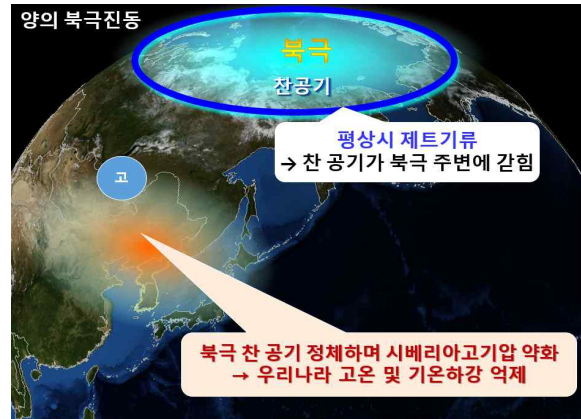 양의 북극진동
북극
찬공기
평상시 제트기류
→ 찬 공기가 북극 주변에 갇힘
고
북극 찬 공기 정체하며 시베리아고기압 약화
→ 우리나라 고온 및 기온하강 억제